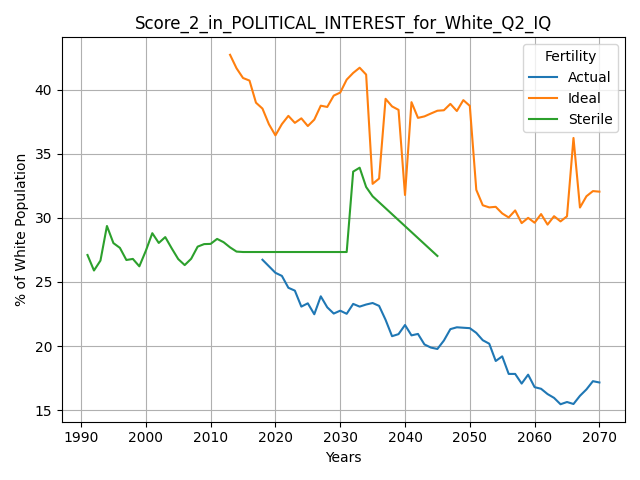 Score_2_in_POLITICAL_INTEREST_for_White_Q2_IQ
Fertility
Actual
Ideal
Sterile
% of White Population
40
35
30
25
20
15
1990 2000 2010 2020 2030 2040 2050 2060 2070
Years